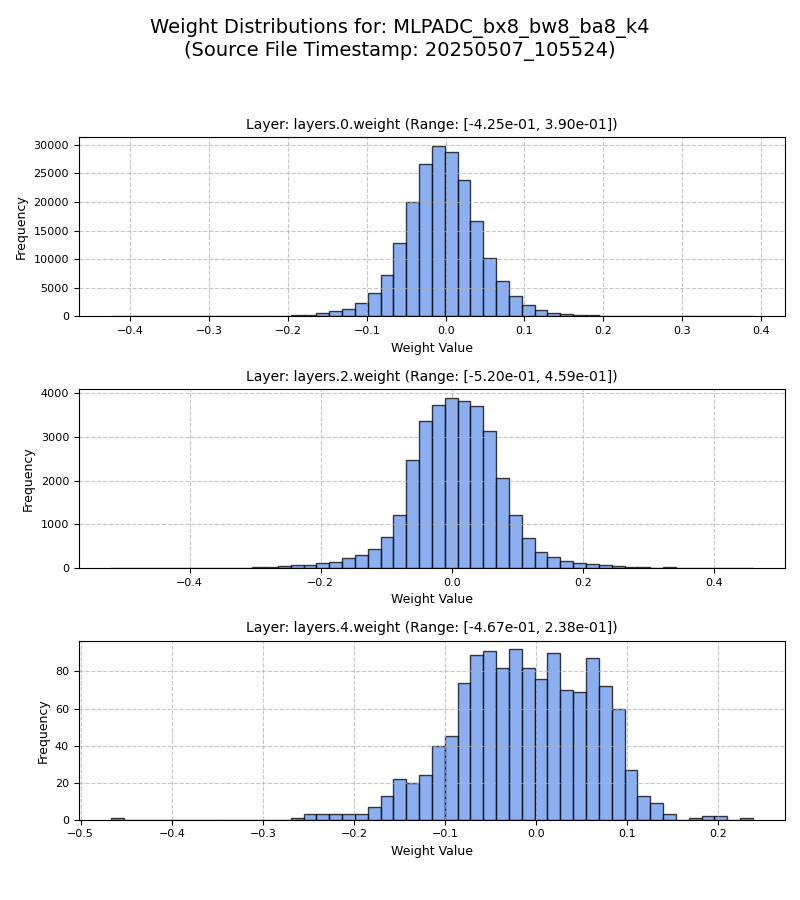 Weight Distributions for: MLPADC_bx8_bw8_ba8_k4
(Source File Timestamp: 20250507_105524)
Layer: layers.0.weight (Range: [-4.25e-01, 3.90e-01])
30000
25000
20000
15000
10000
5000
0
Frequency
−0.4 −0.3 −0.2 −0.1 0.0 0.1 0.2 0.3 0.4
Weight Value
Layer: layers.2.weight (Range: [-5.20e-01, 4.59e-01])
4000
3000
2000
1000
0
Frequency
−0.4 −0.2 0.0 0.2 0.4
Weight Value
Layer: layers.4.weight (Range: [-4.67e-01, 2.38e-01])
80
60
40
20
0
Frequency
−0.5 −0.4 −0.3 −0.2 −0.1 0.0 0.1 0.2
Weight Value